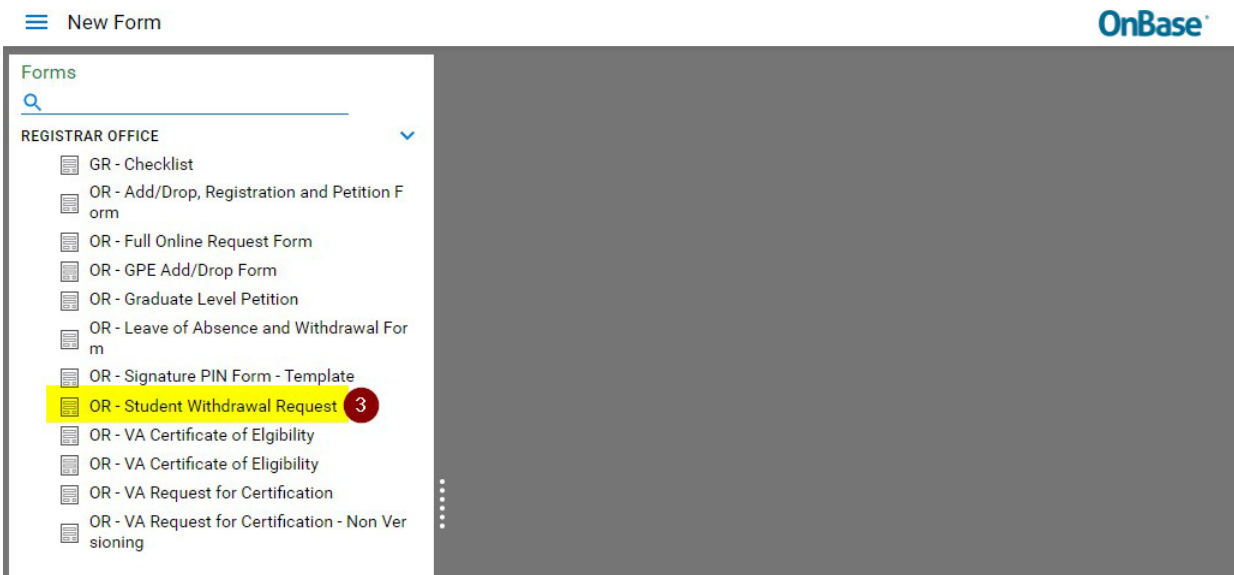 New Form
OnBase
Forms
REGISTRAR OFFICE
GR - Checklist
OR - Add/Drop, Registration and Petition F
orm
OR - Full Online Request Form
OR - GPE Add/Drop Form
OR - Graduate Level Petition
OR - Leave of Absence and Withdrawal For
m
OR - Signature PIN Form - Template
OR - Student Withdrawal Request 3
OR - VA Certificate of Elgibility
OR - VA Certificate of Eligibility
OR - VA Request for Certification
OR - VA Request for Certification - Non Ver
sioning